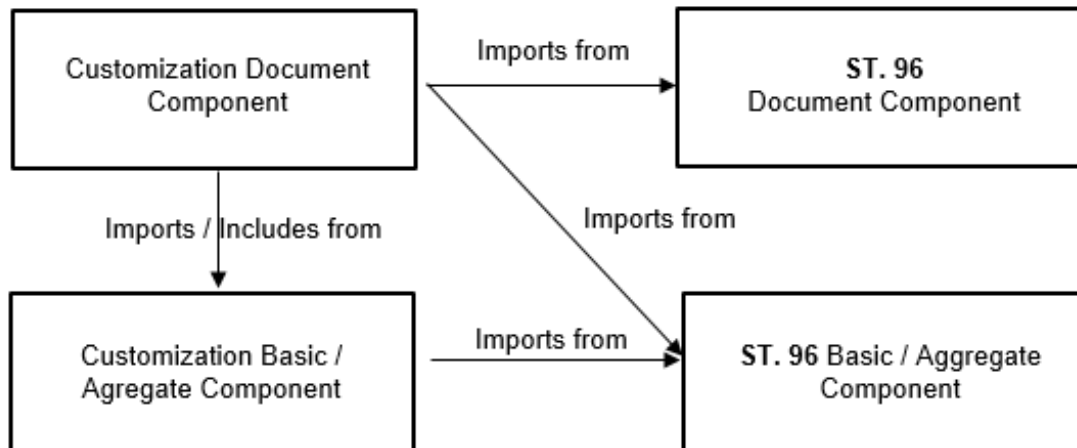 Customization Document
Component
Imports from
ST. 96
Document Component
Imports / Includes from
Imports from
Customization Basic /
Agregate Component
Imports from
ST. 96 Basic / Aggregate
Component